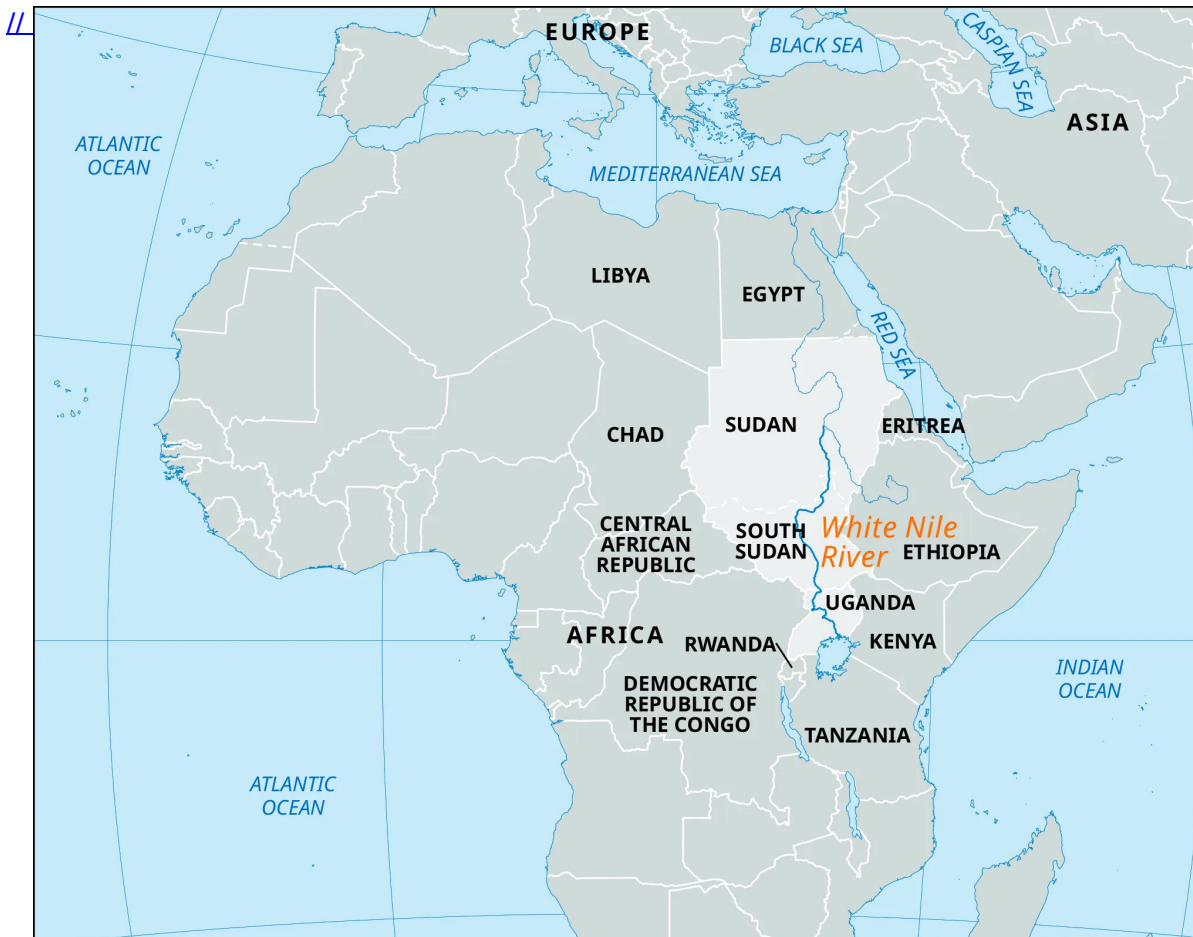 //
EUROPE
BLACK SEA
CASPIAN SEA
ASIA
ATLANTIC
OCEAN
MEDITERRANEAN SEA
LIBYA
EGYPT
RED SEA
SUDAN
ERITREA
CHAD
CENTRAL
AFRICAN
REPUBLIC
SOUTH
SUDAN
White Nile
River
ETHIOPIA
UGANDA
AFRICA
RWANDA
KENYA
DEMOCRATIC
REPUBLIC OF
THE CONGO
TANZANIA
INDIAN
OCEAN
ATLANTIC
OCEAN